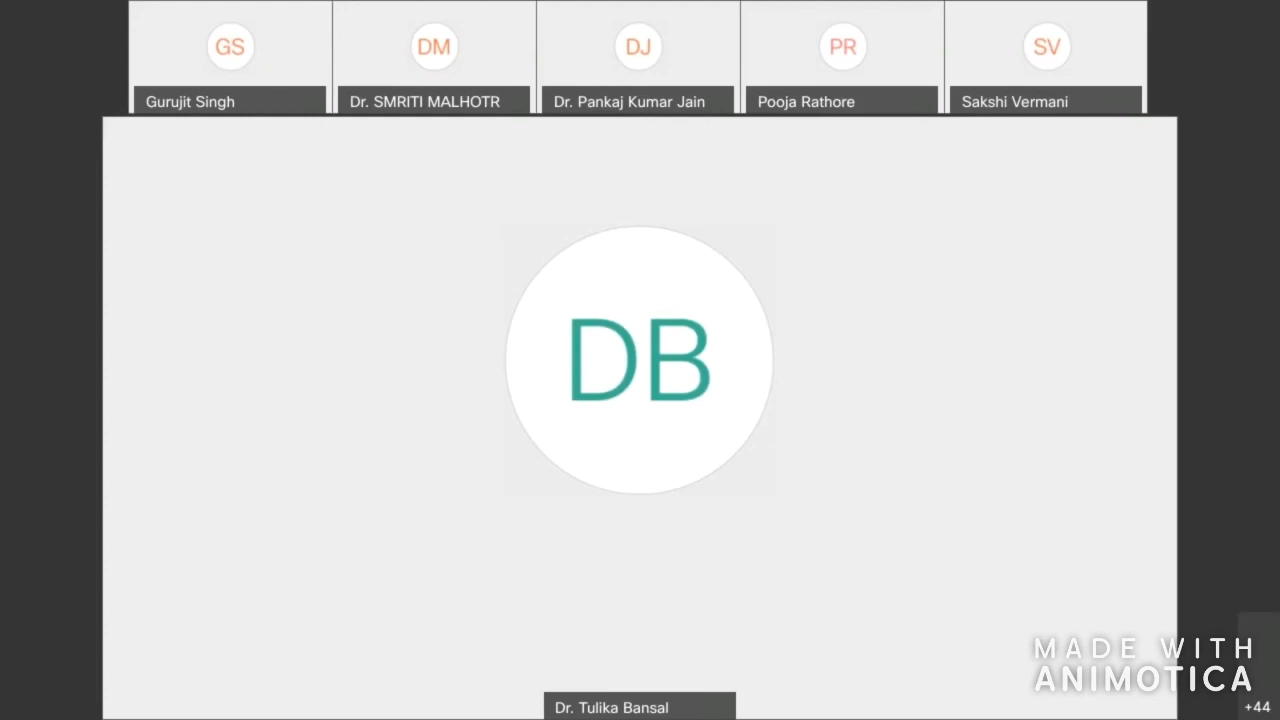 GS
DM
DJ
PR
SV
Gurujit Singh
Dr. SMRITI MALHOTR
Dr. Pankaj Kumar Jain
Pooja Rathore
Sakshi Vermani
DB
MADE WITH
ANIMOTICA
Dr. Tulika Bansal
+44